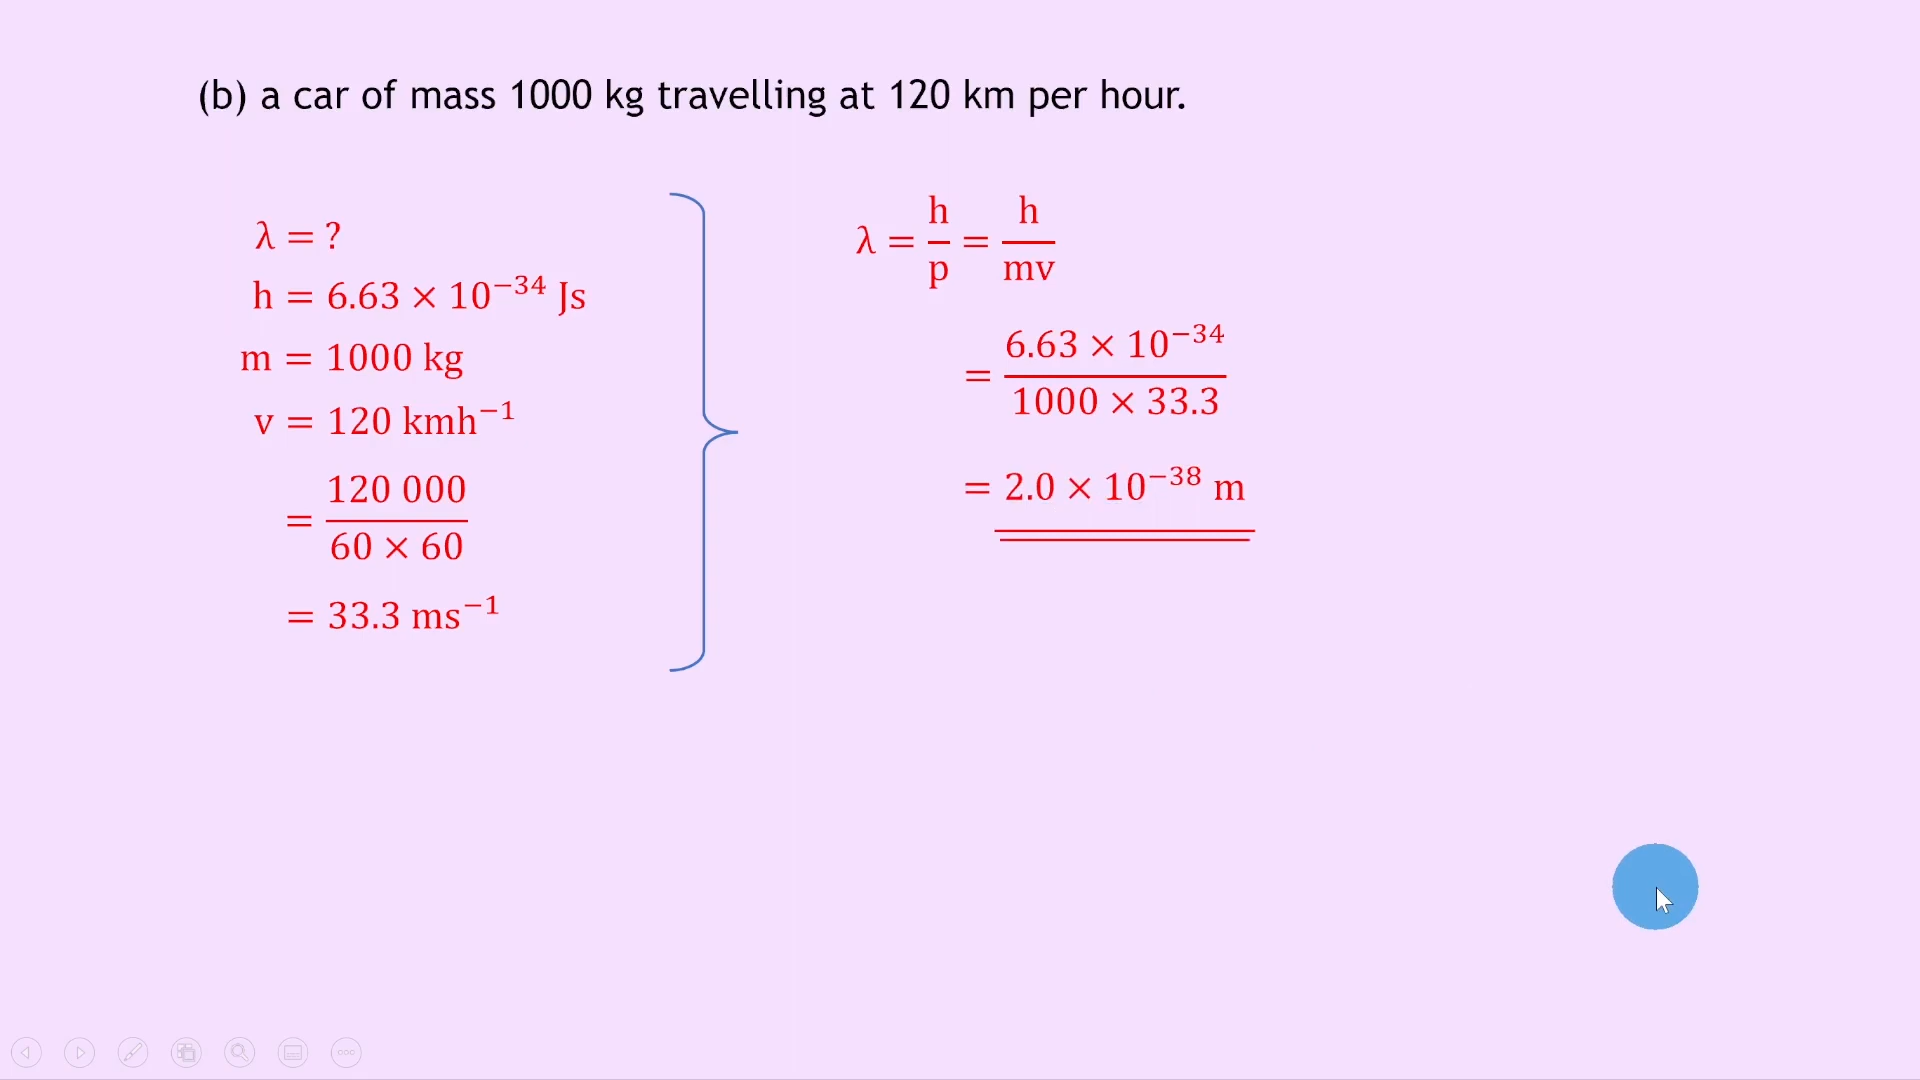 (b) a car of mass 1000 kg travelling at 120 km per hour.
λ = ?
h = 6.63 × 10⁻³⁴ Js
m = 1000 kg
v = 120 kmh⁻¹
= 120 000 / 60 × 60
= 33.3 ms⁻¹
λ = h/p = h/mv
= 6.63 × 10⁻³⁴ / 1000 × 33.3
= 2.0 × 10⁻³⁸ m